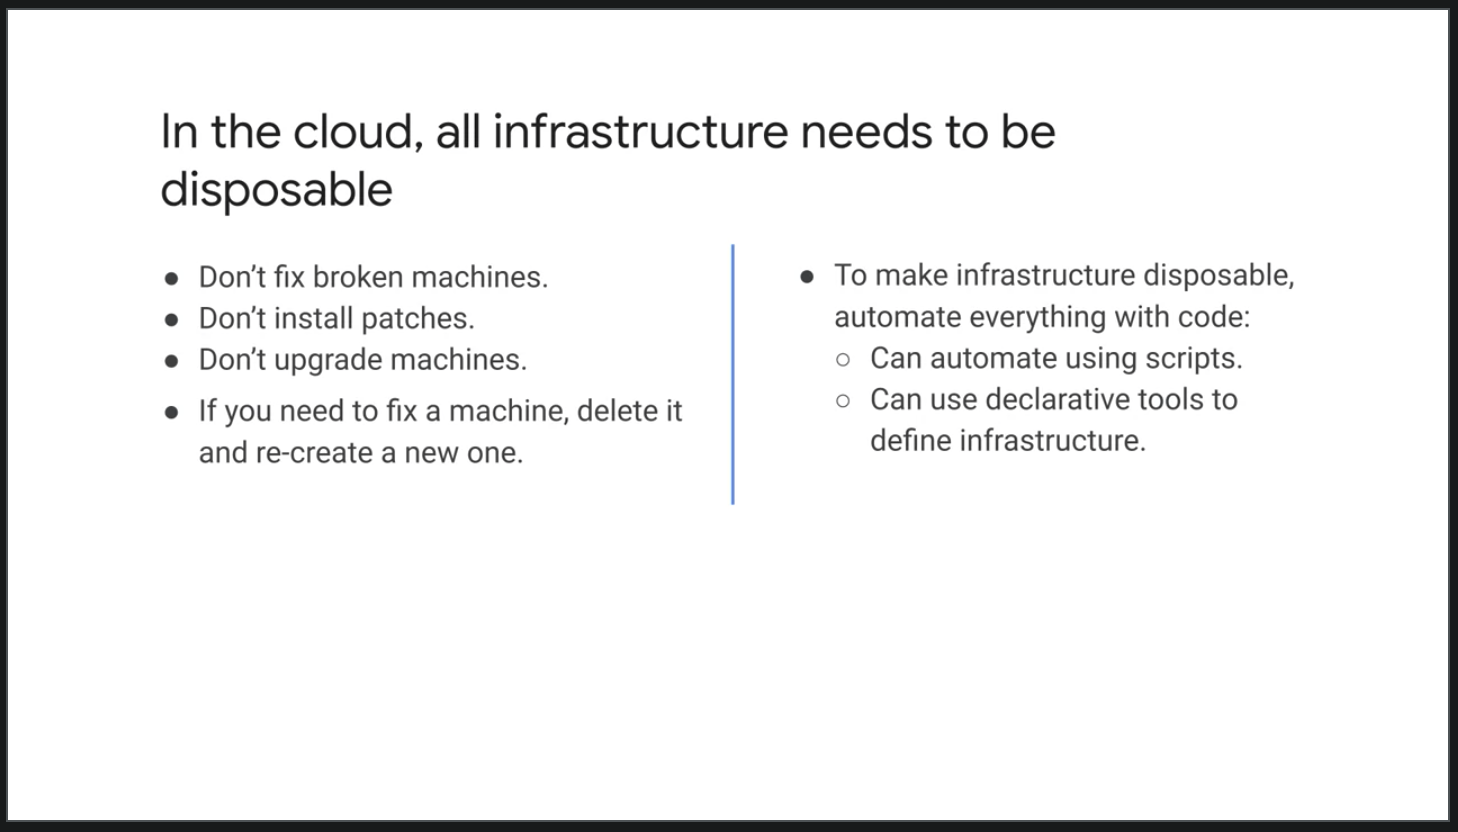 In the cloud, all infrastructure needs to be
disposable
● Don’t fix broken machines.
● Don’t install patches.
● Don’t upgrade machines.
● If you need to fix a machine, delete it
and re-create a new one.
● To make infrastructure disposable,
automate everything with code:
○ Can automate using scripts.
○ Can use declarative tools to
define infrastructure.